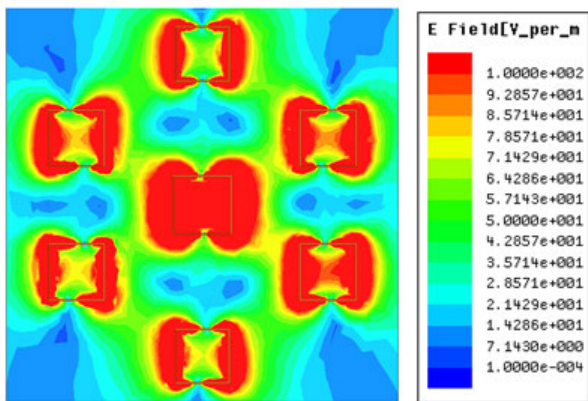 E Field[V_per_m
1.0000e+002
9.2857e+001
8.5714e+001
7.8571e+001
7.1429e+001
6.4286e+001
5.7143e+001
5.0000e+001
4.2857e+001
3.5714e+001
2.8571e+001
2.1429e+001
1.4286e+001
7.1430e+000
1.0000e-004